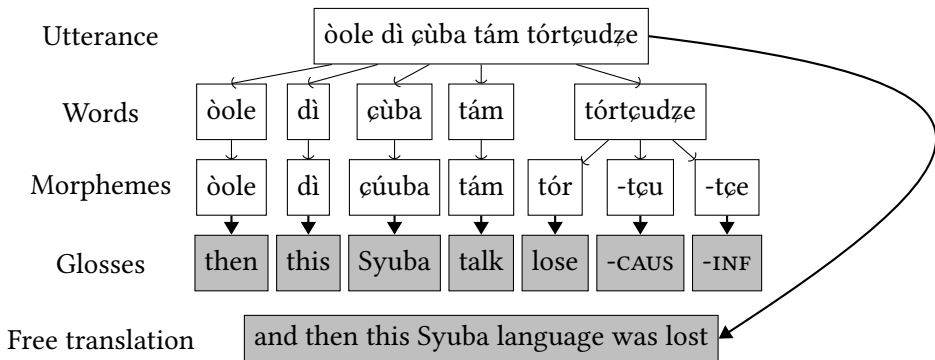 Utterance òole dì ɕùba tám tórtɕudʑe
Words òole dì ɕùba tám tórtɕudʑe
Morphemes òole dì ɕúuba tám tór -tɕu -tɕe
Glosses then this Syuba talk lose -CAUS -INF
Free translation and then this Syuba language was lost